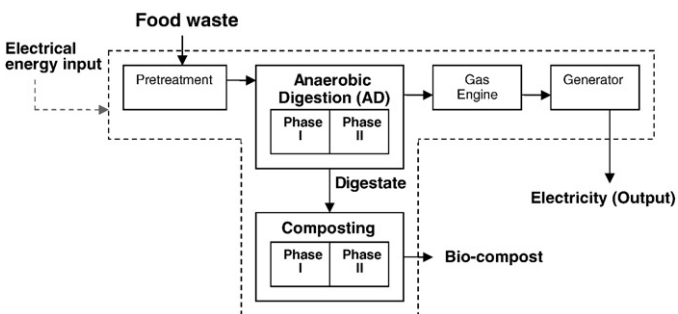 Food waste
Electrical
energy input
Pretreatment
Anaerobic
Digestion (AD)
Phase
I
Phase
II
Gas
Engine
Generator
Digestate
Electricity (Output)
Composting
Phase
I
Phase
II
Bio-compost